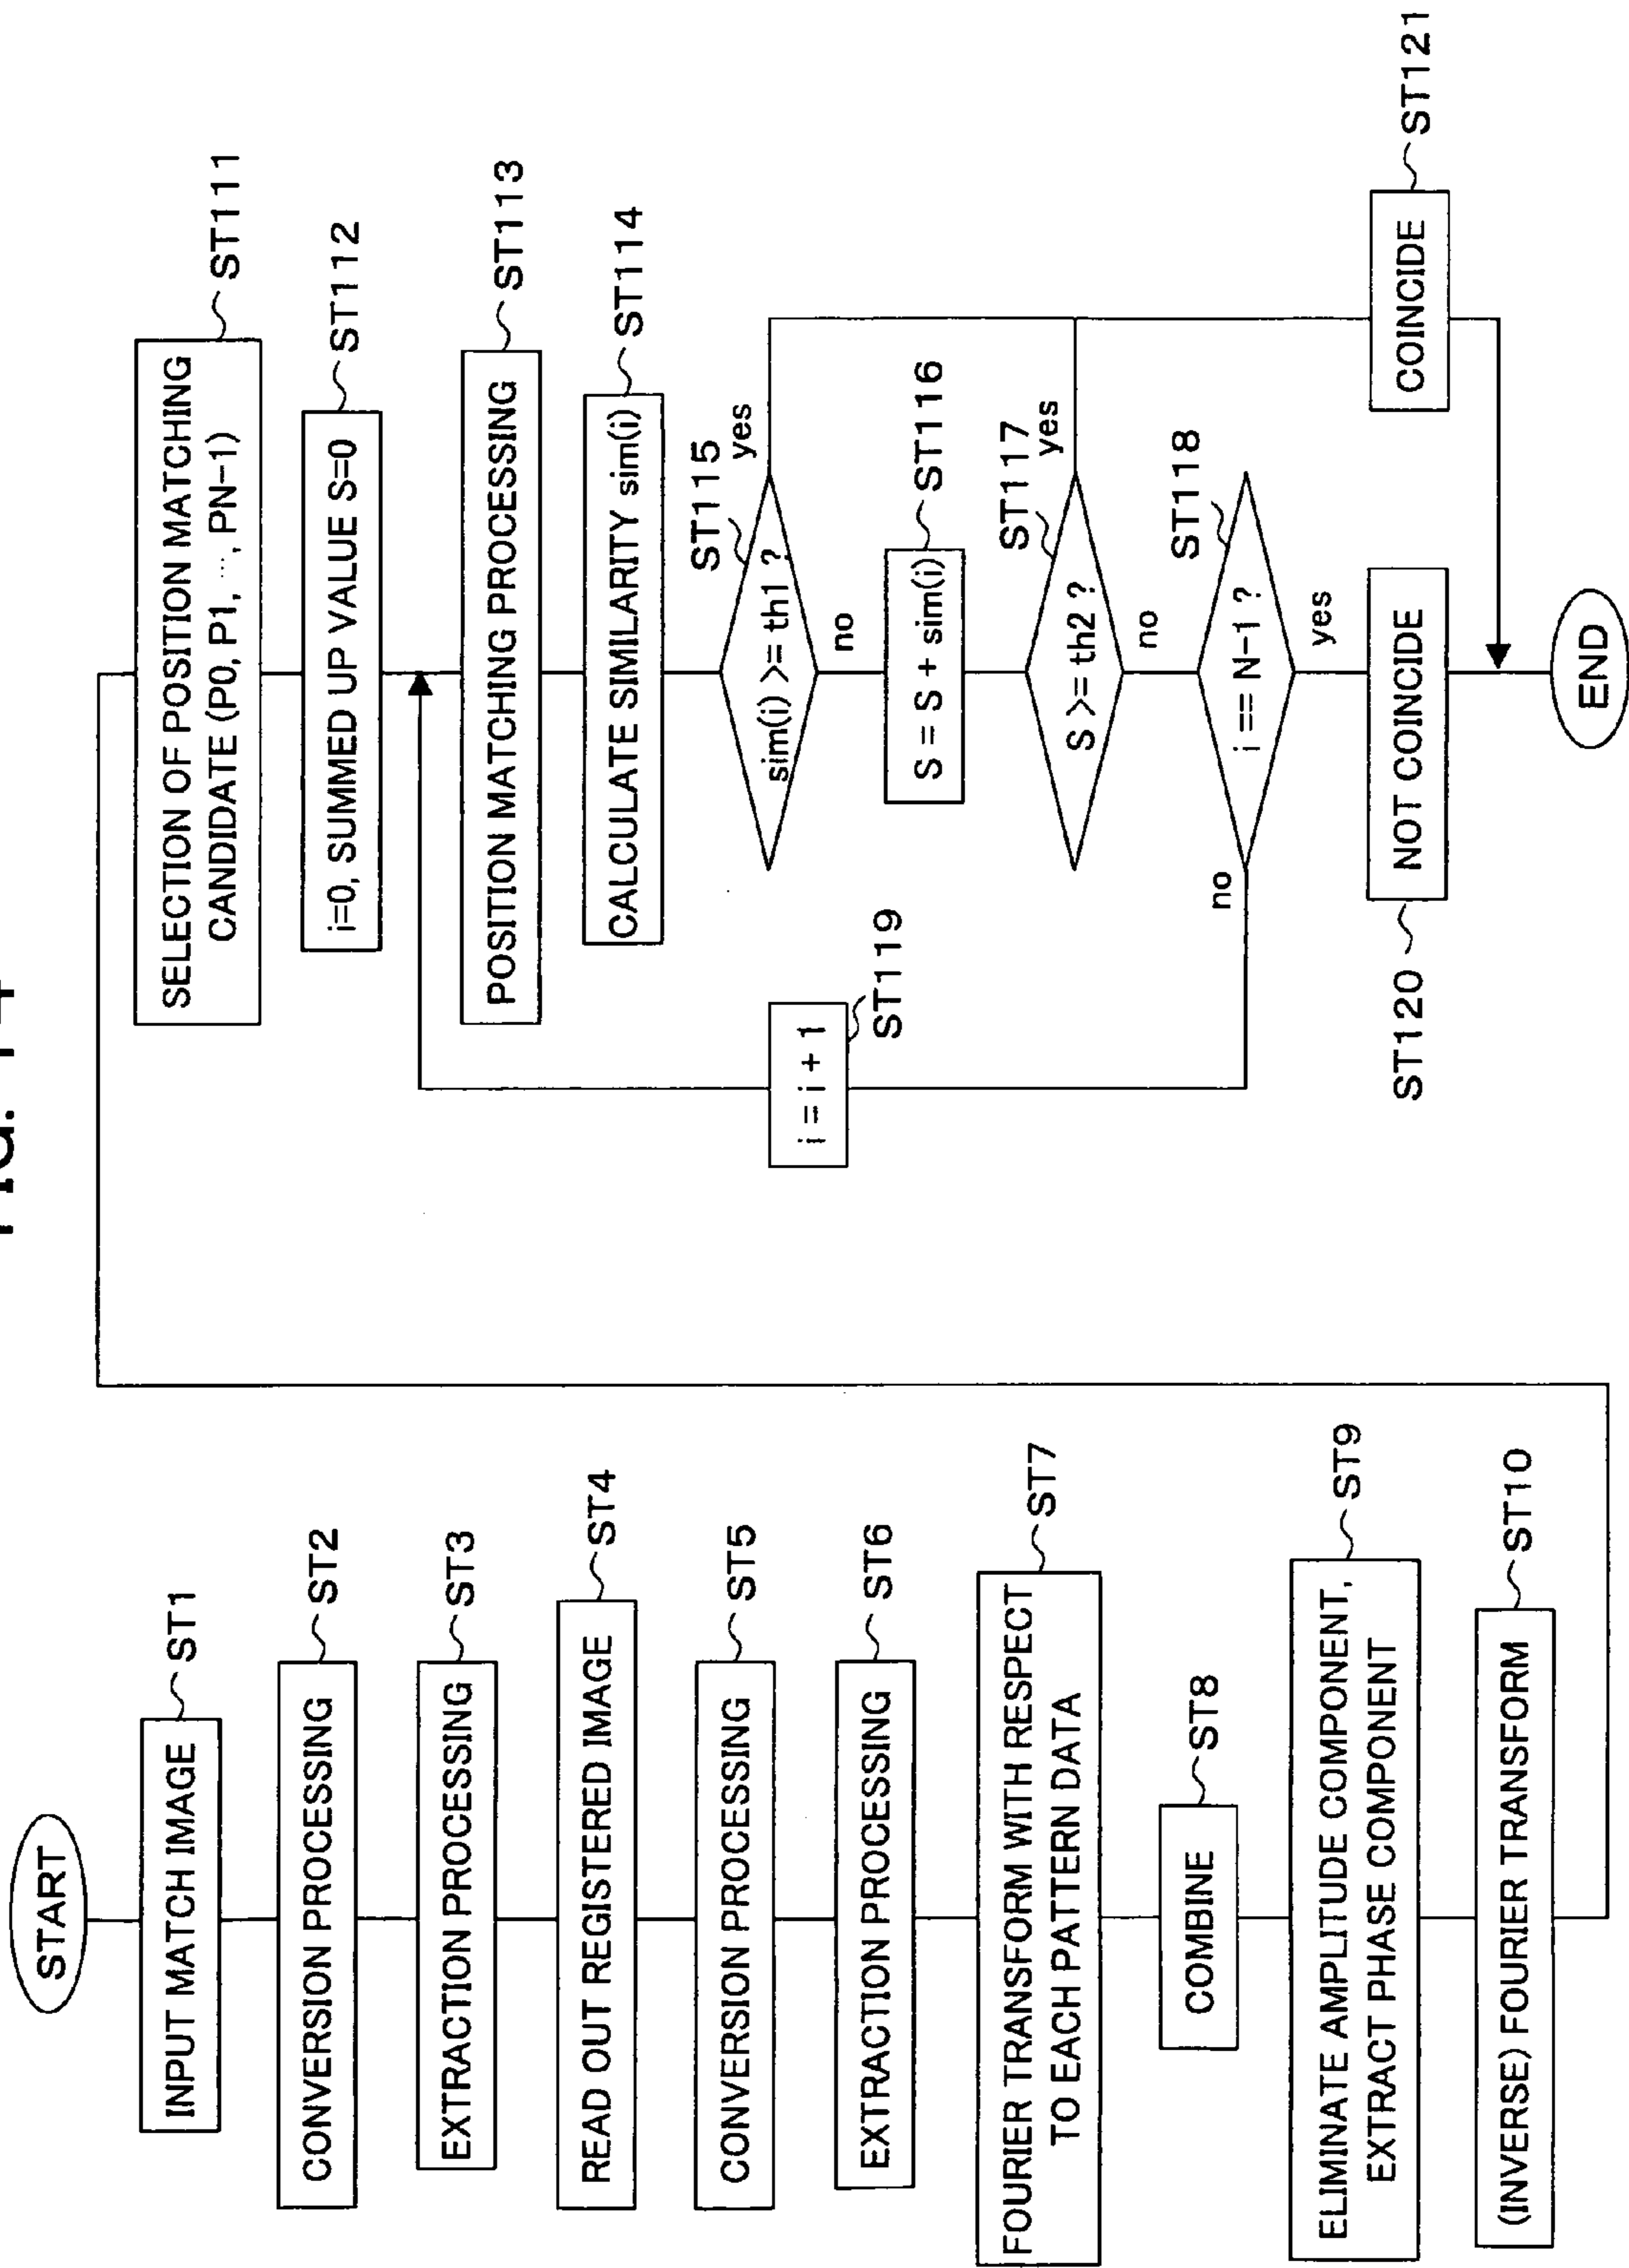 START
INPUT MATCH IMAGE
ST1
CONVERSION PROCESSING
ST2
EXTRACTION PROCESSING
ST3
READ OUT REGISTERED IMAGE
ST4
CONVERSION PROCESSING
ST5
EXTRACTION PROCESSING
ST6
FOURIER TRANSFORM WITH RESPECT
TO EACH PATTERN DATA
ST7
COMBINE
ST8
ELIMINATE AMPLITUDE COMPONENT,
EXTRACT PHASE COMPONENT
ST9
(INVERSE) FOURIER TRANSFORM
ST10
SELECTION OF POSITION MATCHING
CANDIDATE (P0, P1, ..., PN-1)
ST111
i=0, SUMMED UP VALUE S=0
ST112
POSITION MATCHING PROCESSING
ST113
CALCULATE SIMILARITY sim(i)
ST114
sim(i) >= th1 ?
ST115
yes
no
S = S + sim(i)
ST116
S >= th2 ?
ST117
yes
no
i == N-1 ?
ST118
no
yes
i = i + 1
ST119
NOT COINCIDE
ST120
COINCIDE
ST121
END